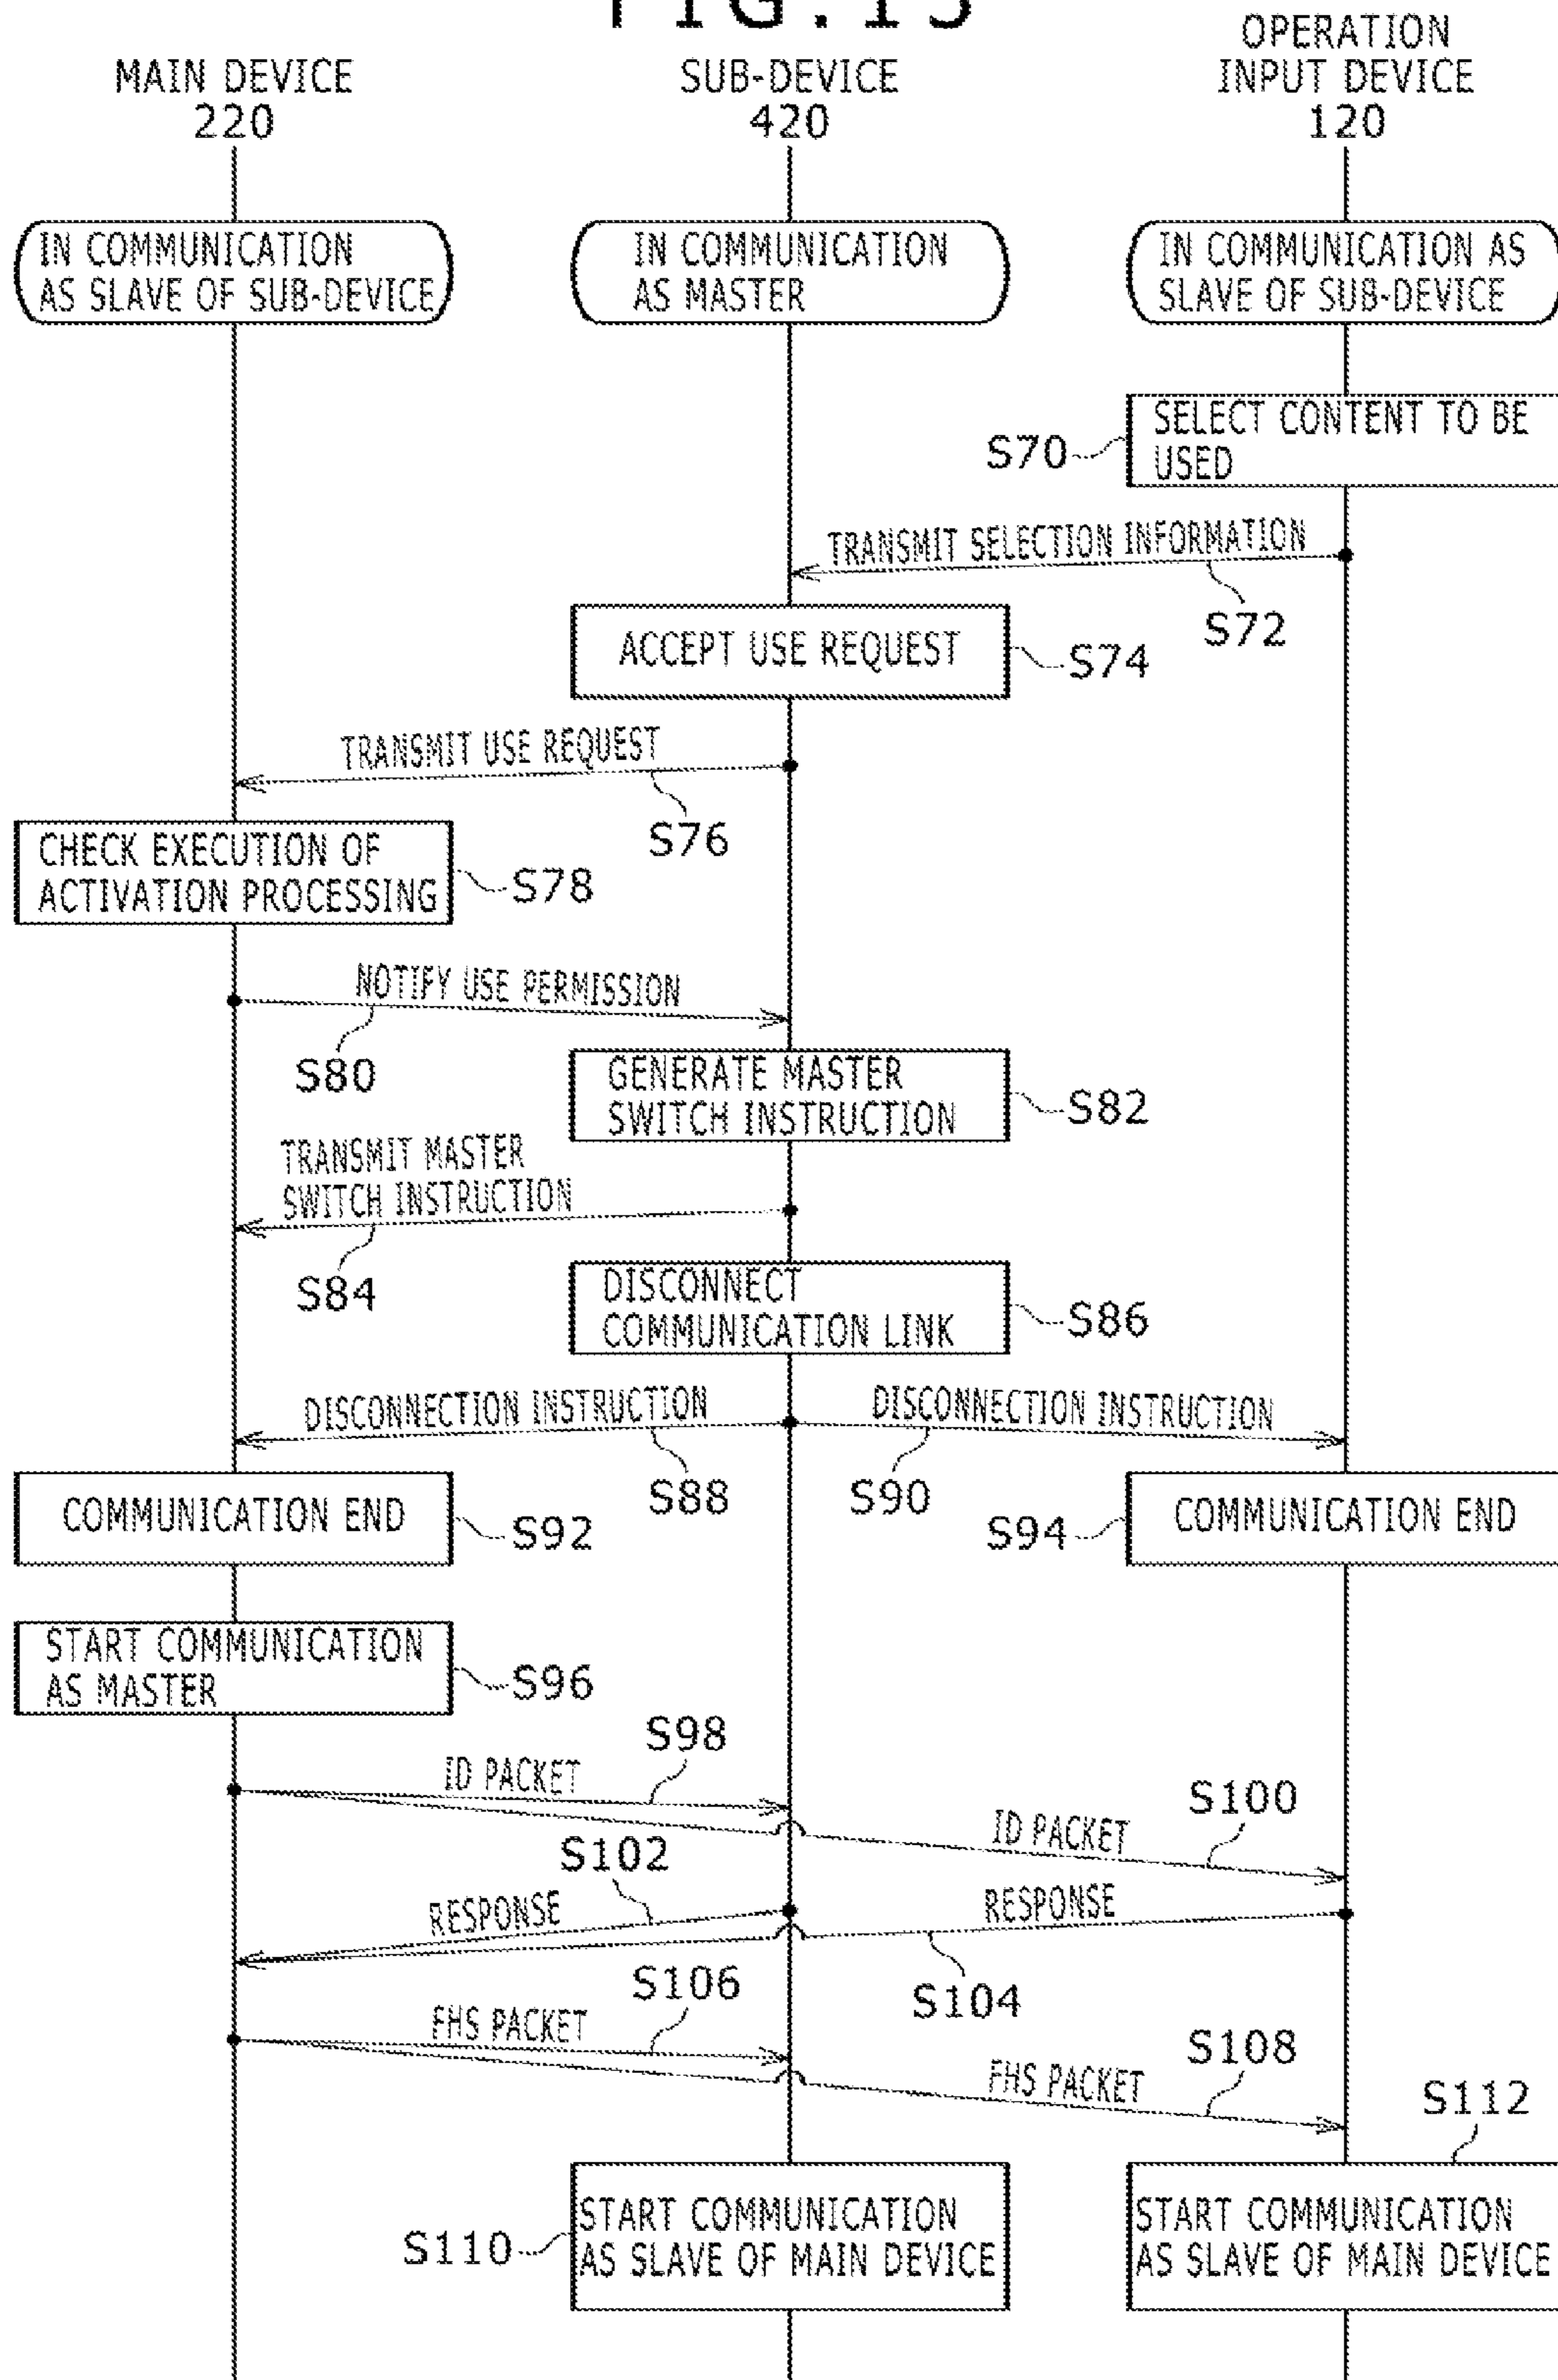 FIG.15
MAIN DEVICE
220
SUB-DEVICE
420
OPERATION
INPUT DEVICE
120
IN COMMUNICATION
AS SLAVE OF SUB-DEVICE
IN COMMUNICATION
AS MASTER
IN COMMUNICATION AS
SLAVE OF SUB-DEVICE
S70
SELECT CONTENT TO BE
USED
TRANSMIT SELECTION INFORMATION
S72
ACCEPT USE REQUEST
S74
TRANSMIT USE REQUEST
S76
CHECK EXECUTION OF
ACTIVATION PROCESSING
S78
NOTIFY USE PERMISSION
S80
GENERATE MASTER
SWITCH INSTRUCTION
S82
TRANSMIT MASTER
SWITCH INSTRUCTION
S84
DISCONNECT
COMMUNICATION LINK
S86
DISCONNECTION INSTRUCTION
DISCONNECTION INSTRUCTION
S88
S90
COMMUNICATION END
S92
S94
COMMUNICATION END
START COMMUNICATION
AS MASTER
S96
S98
ID PACKET
S100
ID PACKET
S102
RESPONSE
RESPONSE
S104
S106
FHS PACKET
S108
FHS PACKET
S112
S110
START COMMUNICATION
AS SLAVE OF MAIN DEVICE
START COMMUNICATION
AS SLAVE OF MAIN DEVICE